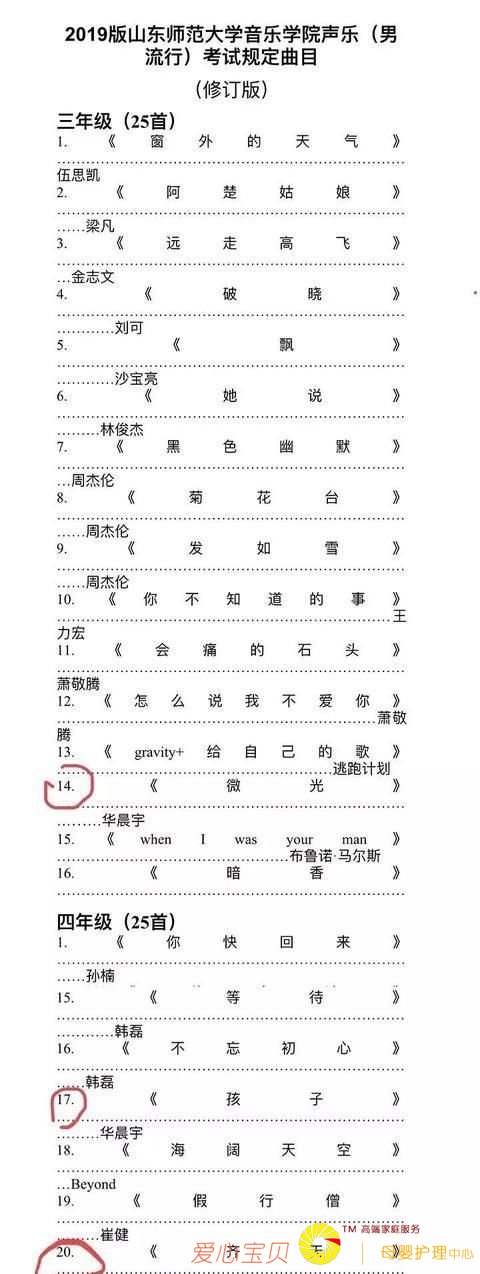 2019版山东师范大学音乐学院声乐（男
流行）考试规定曲目
（修订版）
三年级（25首）
1. 《窗外的天气》
................................................................
伍思凯
2. 《阿楚姑娘》
................................................................
......梁凡
3. 《远走高飞》
................................................................
...金志文
4. 《破晓》
................................................................
............刘可
5. 《飘》
................................................................
............沙宝亮
6. 《她说》
................................................................
.........林俊杰
7. 《黑色幽默》
................................................................
...周杰伦
8. 《菊花台》
................................................................
......周杰伦
9. 《发如雪》
................................................................
......周杰伦
10. 《你不知道的事》
................................................................王
力宏
11. 《会痛的石头》
................................................................
萧敬腾
12. 《怎么说我不爱你》
................................................................萧敬
腾
13. 《gravity+给自己的歌》
................................................................逃跑计划
14. 《微光》
................................................................
.........华晨宇
15. 《when I was your man》
................................................................布鲁诺·马尔斯
16. 《暗香》
................................................................
四年级（25首）
1. 《你快回来》
................................................................
......孙楠
15. 《等待》
................................................................
............韩磊
16. 《不忘初心》
................................................................
......韩磊
17. 《孩子》
................................................................
.........华晨宇
18. 《海阔天空》
................................................................
...Beyond
19. 《假行僧》
................................................................
.........崔健
20. 《齐天》
................................................................
爱心宝贝 TM 高端家庭服务
母婴护理中心